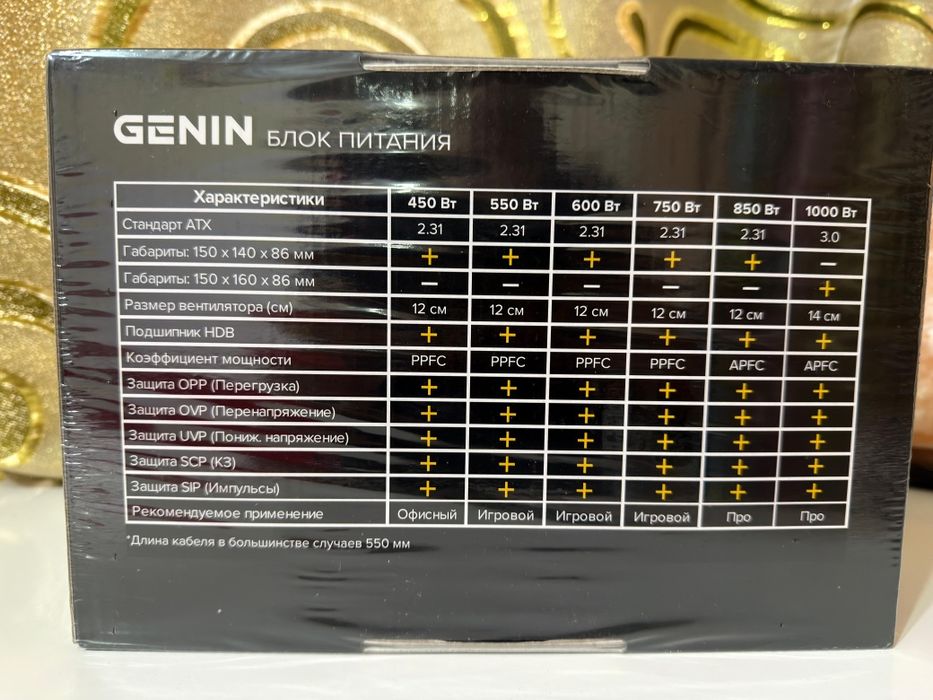 GENIN БЛОК ПИТАНИЯ
Характеристики 450 Вт 550 Вт 600 Вт 750 Вт 850 Вт 1000 Вт
Стандарт ATX 2.31 2.31 2.31 2.31 2.31 3.0
Габариты: 150 x 140 x 86 мм + + + + + –
Габариты: 150 x 160 x 86 мм – – – – – +
Размер вентилятора (см) 12 см 12 см 12 см 12 см 12 см 14 см
Подшипник HDB + + + + + +
Коэффициент мощности PPFC PPFC PPFC PPFC APFC APFC
Защита OPP (Перегрузка) + + + + + +
Защита OVP (Перенапряжение) + + + + + +
Защита UVP (Пониж. напряжение) + + + + + +
Защита SCP (КЗ) + + + + + +
Защита SIP (Импульсы) + + + + + +
Рекомендуемое применение Офисный Игровой Игровой Игровой Про Про
*Длина кабеля в большинстве случаев 550 мм